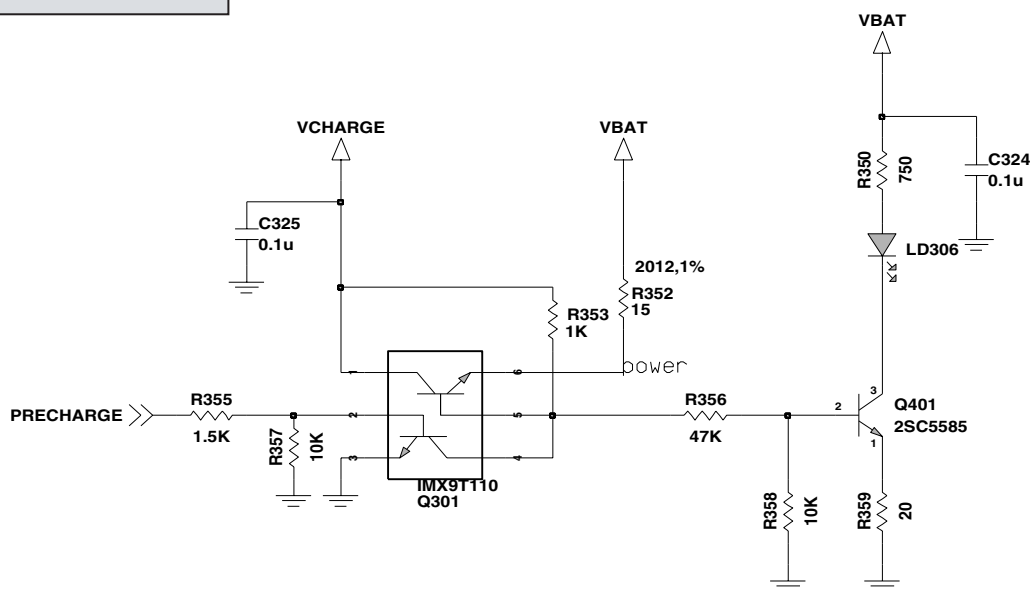 VBAT
VCHARGE
VBAT
R350
750
C324
0.1u
C325
0.1u
LD306
2012,1%
R352
15
R353
1K
power
1
6
R355
R356
3
PRECHARGE
2
5
2
Q401
2SC5585
1.5K
47K
1
R357
10K
3
4
IMX9T110
Q301
R358
10K
R359
20